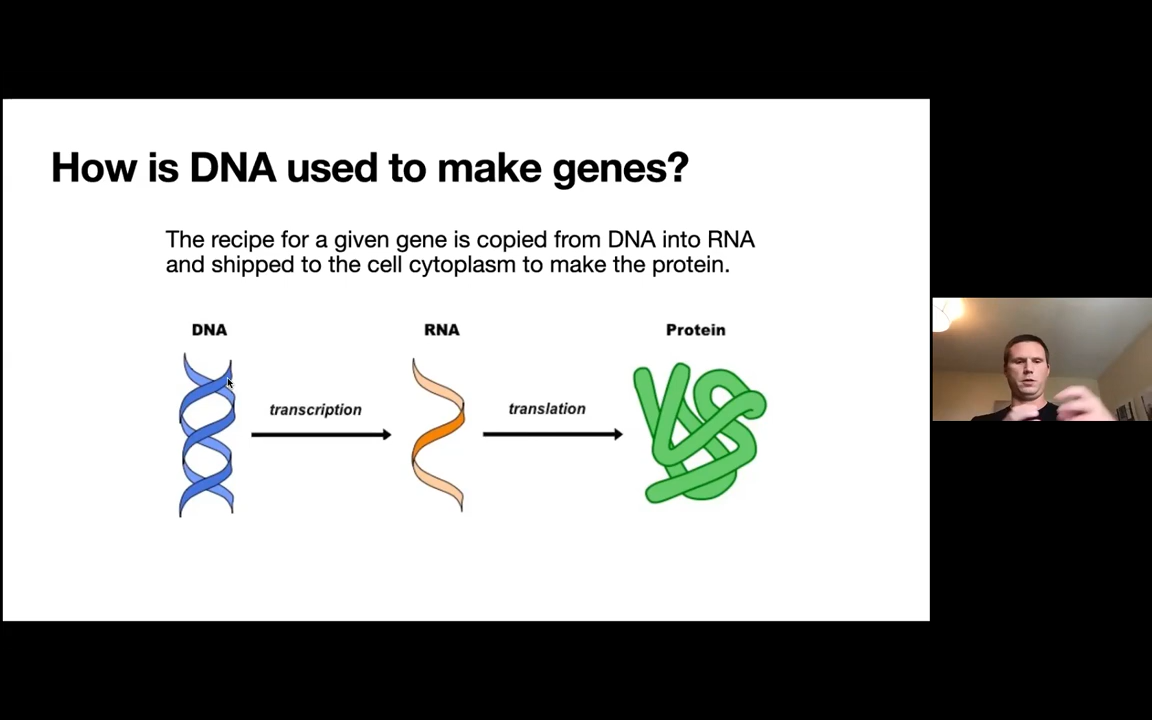 How is DNA used to make genes?
The recipe for a given gene is copied from DNA into RNA
and shipped to the cell cytoplasm to make the protein.
DNA
RNA
Protein
transcription
translation